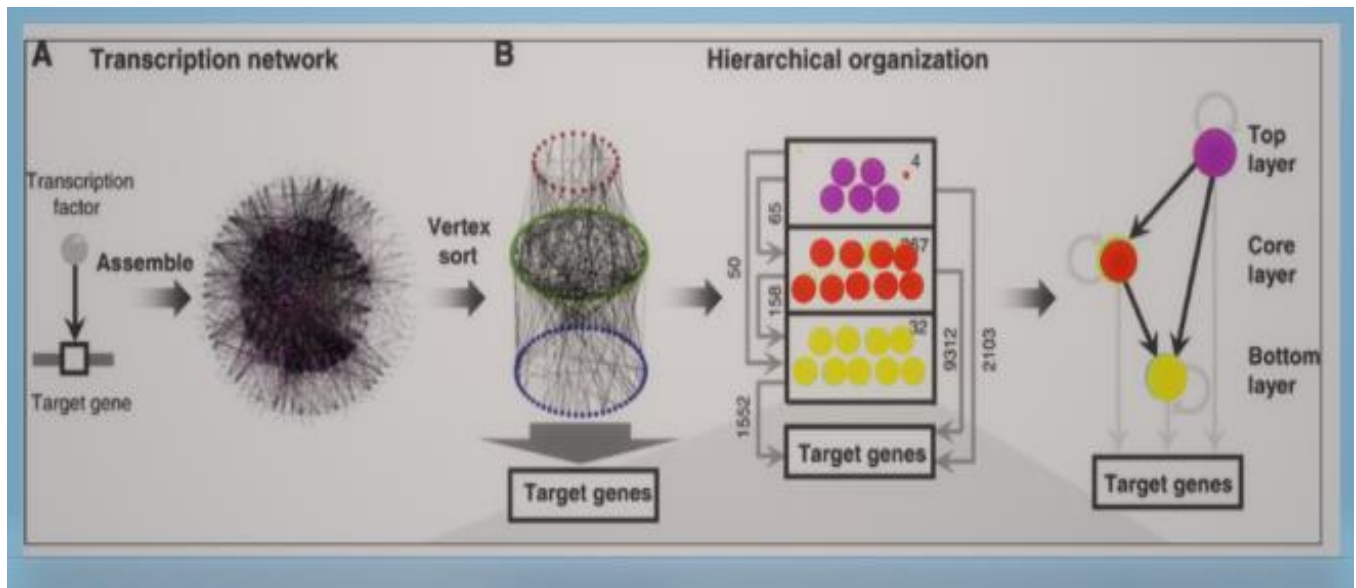 A
Transcription network
Transcription
factor
Assemble
Target gene
B
Hierarchical organization
Vertex
sort
Target genes
4
65
50
158
32
1552
9312
2103
Target genes
Top
layer
Core
layer
Bottom
layer
Target genes